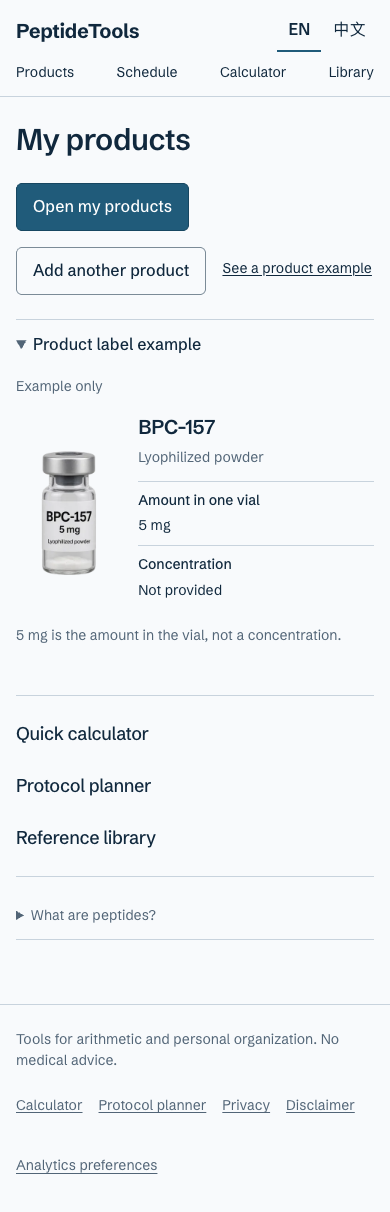 PeptideTools
EN 中文
Products Schedule Calculator Library
My products
Open my products
Add another product
See a product example
Product label example
Example only
BPC-157
Lyophilized powder
Amount in one vial
5 mg
Concentration
Not provided
BPC-157
5 mg
Lyophilized powder
5 mg is the amount in the vial, not a concentration.
Quick calculator
Protocol planner
Reference library
What are peptides?
Tools for arithmetic and personal organization. No
medical advice.
Calculator Protocol planner Privacy Disclaimer
Analytics preferences